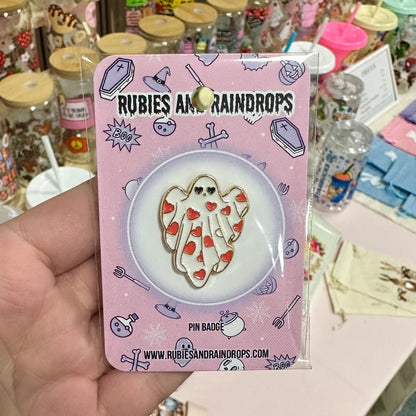 RUBIES AND RAINDROPS
BOO
PIN BADGE
WWW.RUBIESANDRAINDROPS.COM
BOO